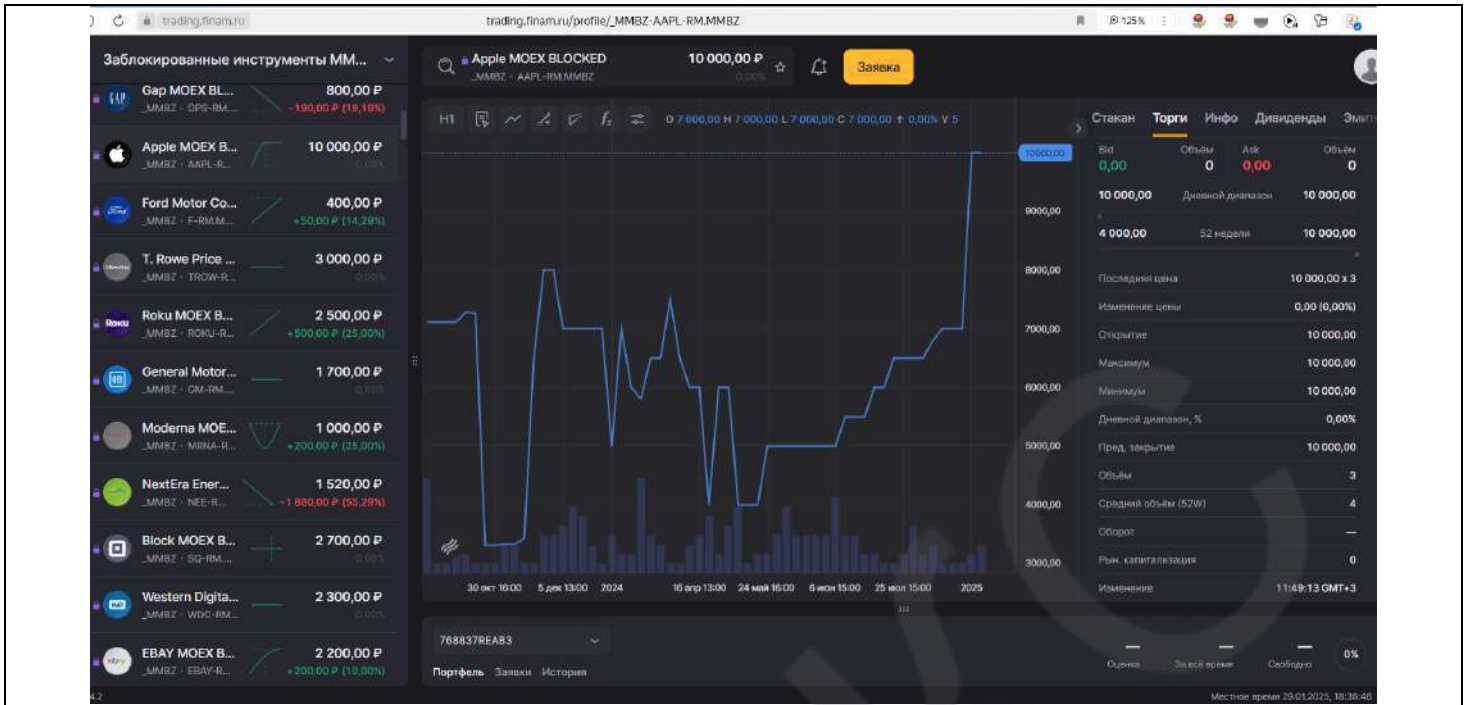 trading.finam.ru
trading.finam.ru/profile/_MMBZ-AAPL-RM.MMBZ
125 %
Заблокированные инструменты MM...
Gap MOEX BL...
800,00 ₽
_MMBZ · GPS-RM....
-190,00 ₽ (19,19%)
Apple MOEX B...
10 000,00 ₽
_MMBZ · AAPL-R...
0,00%
Ford Motor Co...
400,00 ₽
_MMBZ · F-RM.M...
+50,00 ₽ (14,29%)
T. Rowe Price ...
3 000,00 ₽
_MMBZ · TROW-R...
0,00%
Roku MOEX B...
2 500,00 ₽
_MMBZ · ROKU-R...
+500,00 ₽ (25,00%)
General Motor...
1 700,00 ₽
_MMBZ · GM-RM....
0,00%
Moderna MOE...
1 000,00 ₽
_MMBZ · MRNA-R...
+200,00 ₽ (25,00%)
NextEra Ener...
1 520,00 ₽
_MMBZ · NEE-R...
-1 880,00 ₽ (55,29%)
Block MOEX B...
2 700,00 ₽
_MMBZ · SQ-RM....
0,00%
Western Digita...
2 300,00 ₽
_MMBZ · WDC-RM...
0,00%
EBAY MOEX B...
2 200,00 ₽
_MMBZ · EBAY-R...
+200,00 ₽ (10,00%)
4.2
Apple MOEX BLOCKED
10 000,00 ₽
_MMBZ · AAPL-RM.MMBZ
0,00%
Заявка
H1
O 7 000,00 H 7 000,00 L 7 000,00 C 7 000,00 ↑ 0,00% V 5
10000,00
9000,00
8000,00
7000,00
6000,00
5000,00
4000,00
3000,00
30 окт 16:00 5 дек 13:00 2024 16 апр 13:00 24 май 16:00 6 июн 15:00 25 июл 15:00 2025
768837REAB3
Портфель Заявки История
Стакан Торги Инфо Дивиденды Эмит
Bid Объём Ask Объём
0,00 0 0,00 0
10 000,00 Дневной диапазон 10 000,00
4 000,00 52 недели 10 000,00
Последняя цена 10 000,00 x 3
Изменение цены 0,00 (0,00%)
Открытие 10 000,00
Максимум 10 000,00
Минимум 10 000,00
Дневной диапазон, % 0,00%
Пред. закрытие 10 000,00
Объём 3
Средний объём (52W) 4
Оборот —
Рын. капитализация 0
Изменение 11:49:13 GMT+3
— — — 0%
Оценка За всё время Свободно
Местное время 29.01.2025, 18:36:46